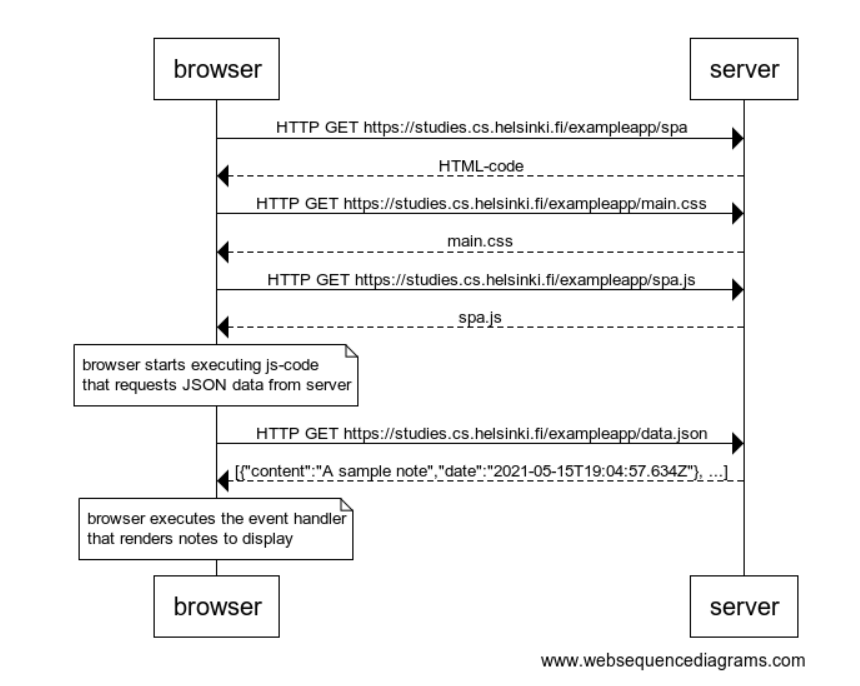 browser
server
HTTP GET https://studies.cs.helsinki.fi/exampleapp/spa
HTML-code
HTTP GET https://studies.cs.helsinki.fi/exampleapp/main.css
main.css
HTTP GET https://studies.cs.helsinki.fi/exampleapp/spa.js
spa.js
browser starts executing js-code
that requests JSON data from server
HTTP GET https://studies.cs.helsinki.fi/exampleapp/data.json
[{"content":"A sample note","date":"2021-05-15T19:04:57.634Z"}, ...]
browser executes the event handler
that renders notes to display
browser
server
www.websequencediagrams.com